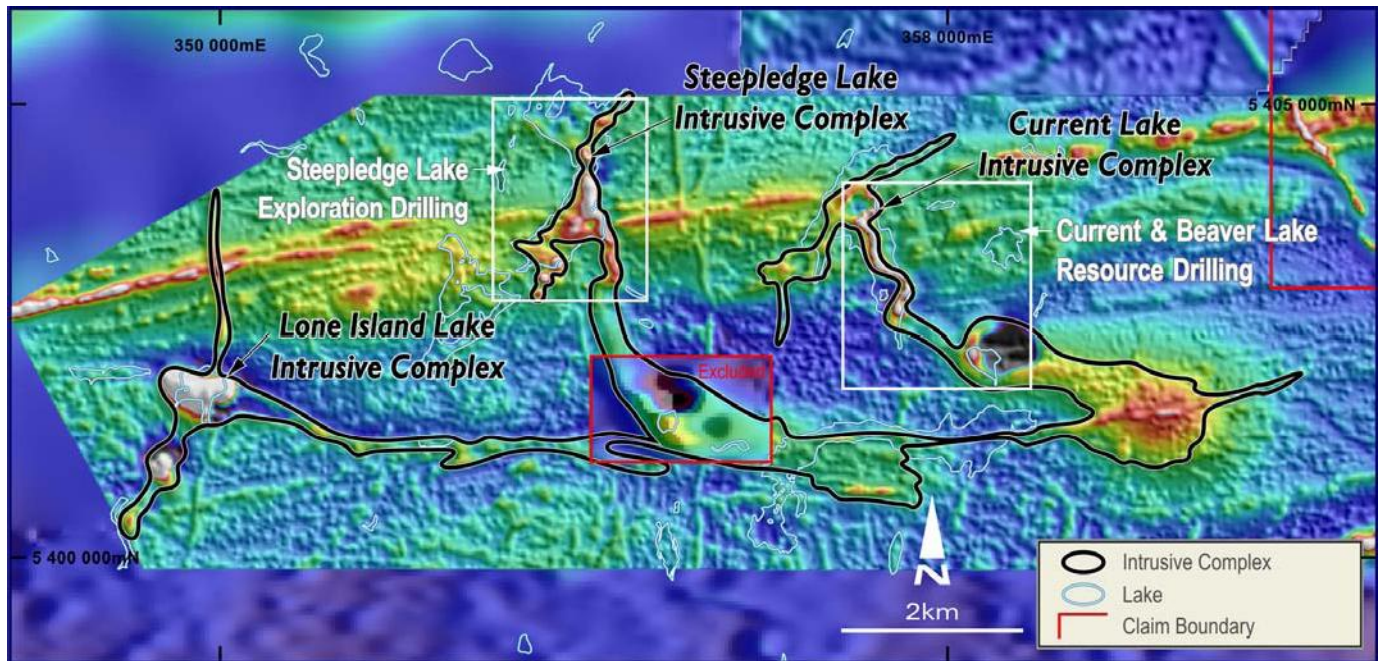 350 000mE
358 000mE
5 405 000mN
Steepledge Lake
Intrusive Complex
Current Lake
Intrusive Complex
Steepledge Lake
Exploration Drilling
Current & Beaver Lake
Resource Drilling
Lone Island Lake
Intrusive Complex
Excluded
5 400 000mN
N
2km
Intrusive Complex
Lake
Claim Boundary